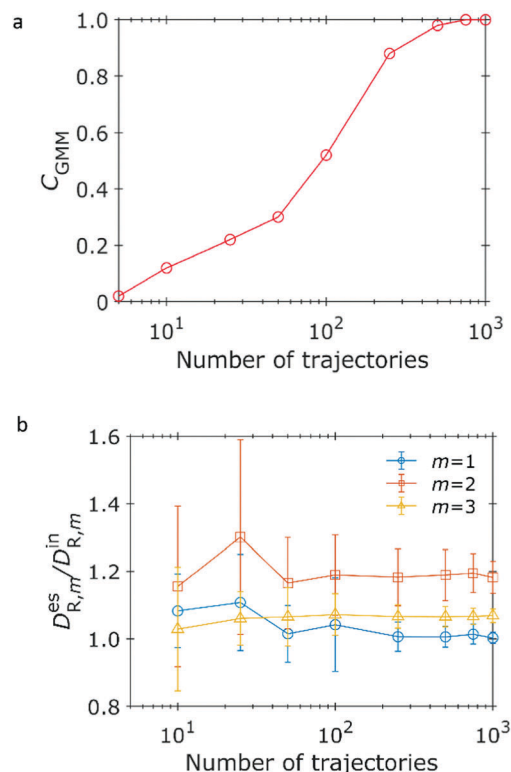 a
1.0
0.8
0.6
0.4
0.2
0
C_GMM
10^1 10^2 10^3
Number of trajectories
b
1.6
1.4
1.2
1.0
0.8
D^es_R,m/D^in_R,m
m=1
m=2
m=3
10^1 10^2 10^3
Number of trajectories